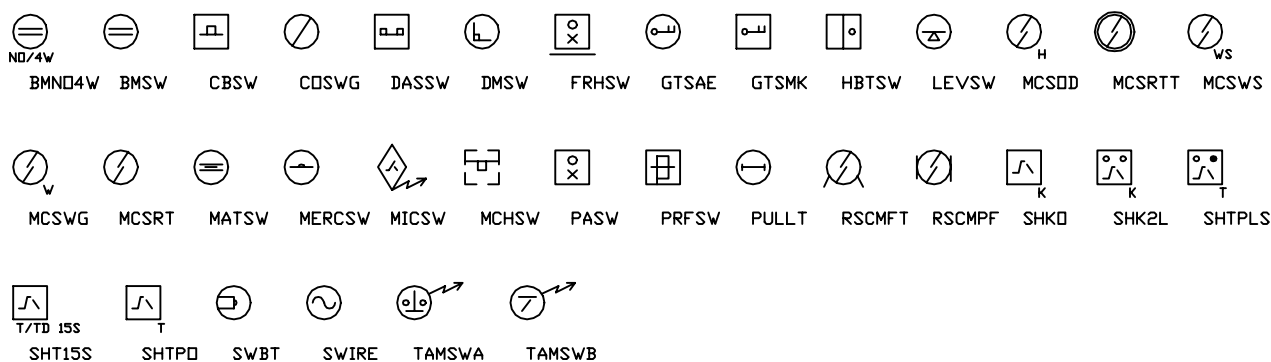 NO/4W
H
WS
BMNO4W BMSW CBSW COSWG DASSW DMSW FRHSW GTSAE GTSMK HBTSW LEVSW MCSOD MCSRTT MCSWS
W
K
K
T
MCSWG MCSRT MATSW MERCSW MICSW MCHSW PASW PRFSW PULLT RSCMFT RSCMPF SHKO SHK2L SHTPLS
T/TD 15S
T
SHT15S SHTPO SWBT SWIRE TAMSWA TAMSWB